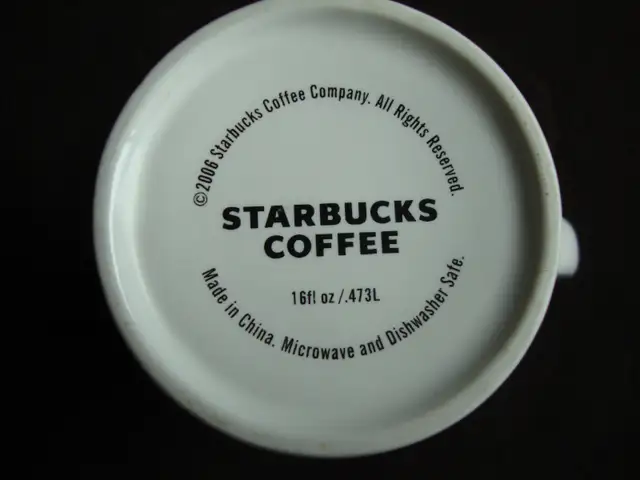 ©2006 Starbucks Coffee Company. All Rights Reserved.
STARBUCKS
COFFEE
16fl oz /.473L
Made in China. Microwave and Dishwasher Safe.